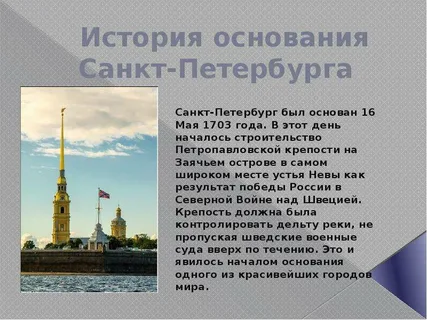 История основания
Санкт-Петербурга
Санкт-Петербург был основан 16
Мая 1703 года. В этот день
началось строительство
Петропавловской крепости на
Заячьем острове в самом
широком месте устья Невы как
результат победы России в
Северной Войне над Швецией.
Крепость должна была
контролировать дельту реки, не
пропуская шведские военные
суда вверх по течению. Это и
явилось началом основания
одного из красивейших городов
мира.